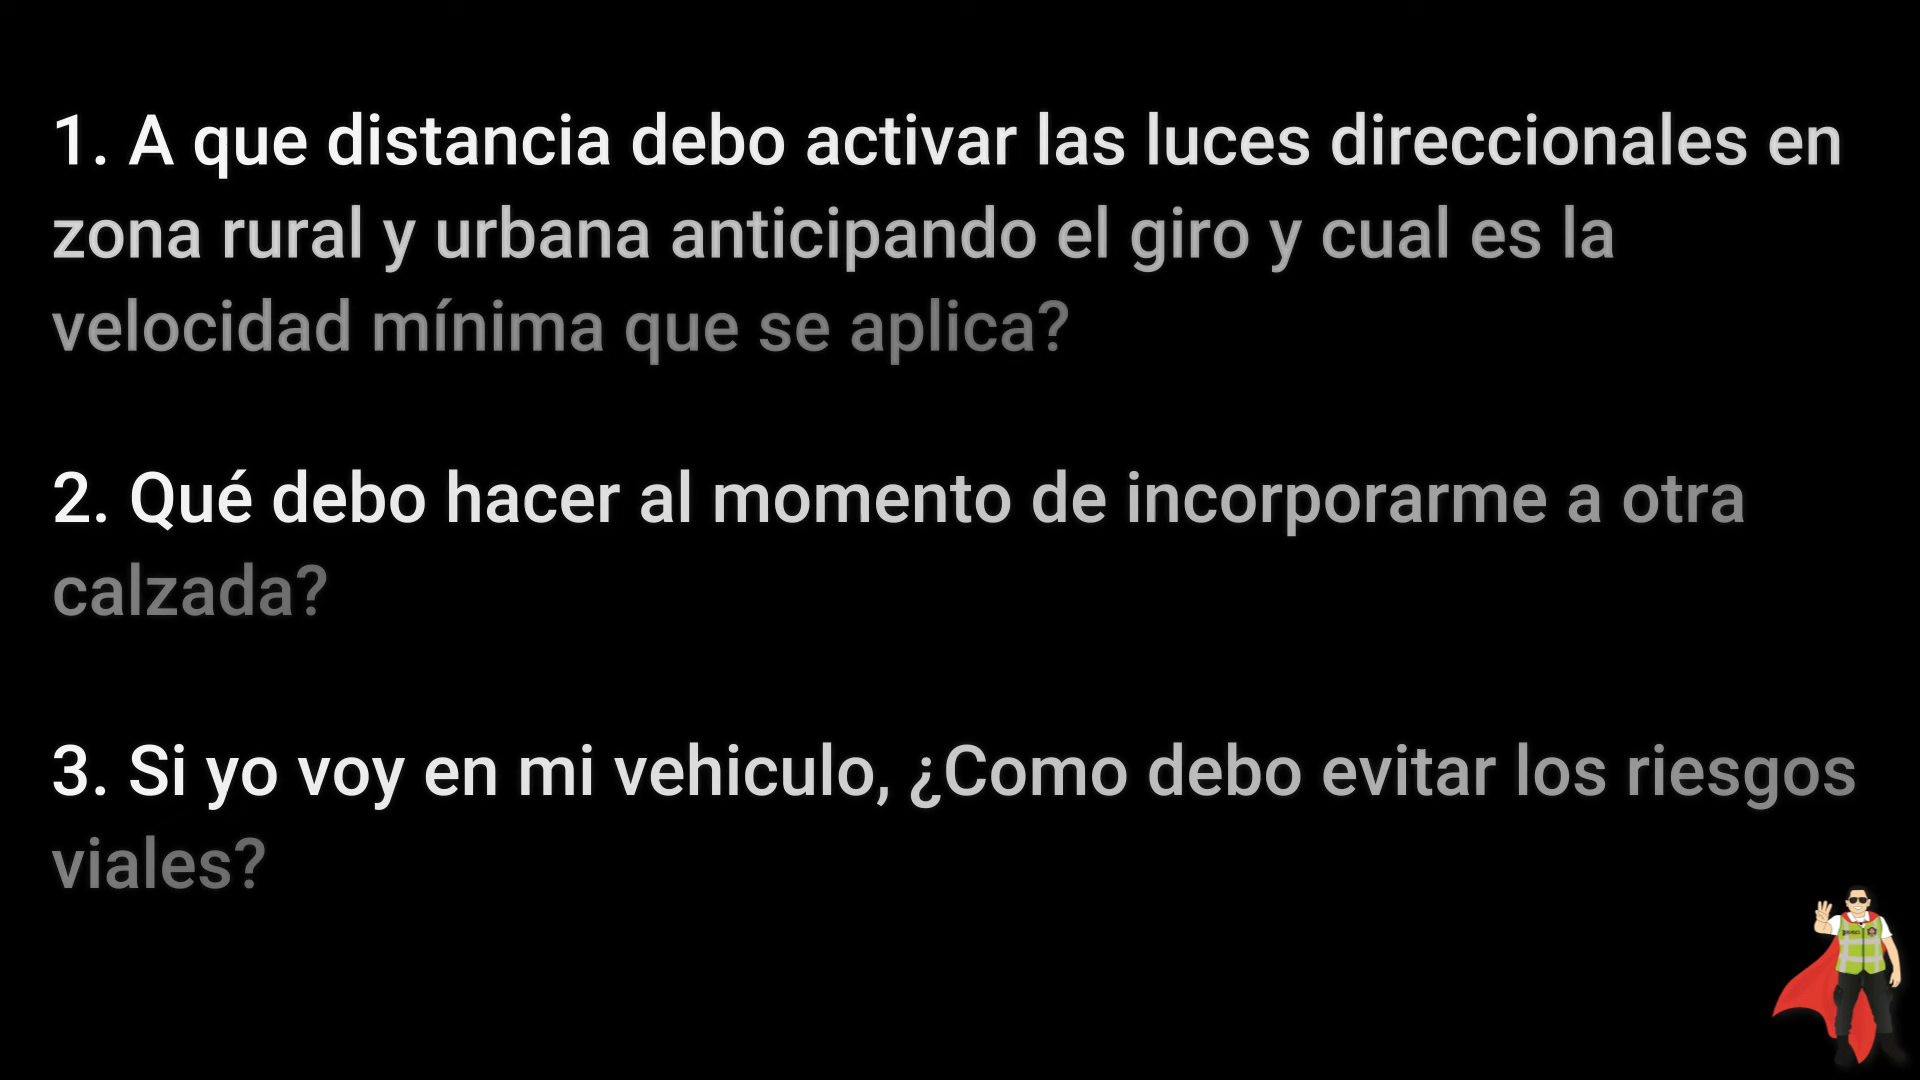 1. A que distancia debo activar las luces direccionales en
zona rural y urbana anticipando el giro y cual es la
velocidad mínima que se aplica?
2. Qué debo hacer al momento de incorporarme a otra
calzada?
3. Si yo voy en mi vehiculo, ¿Como debo evitar los riesgos
viales?